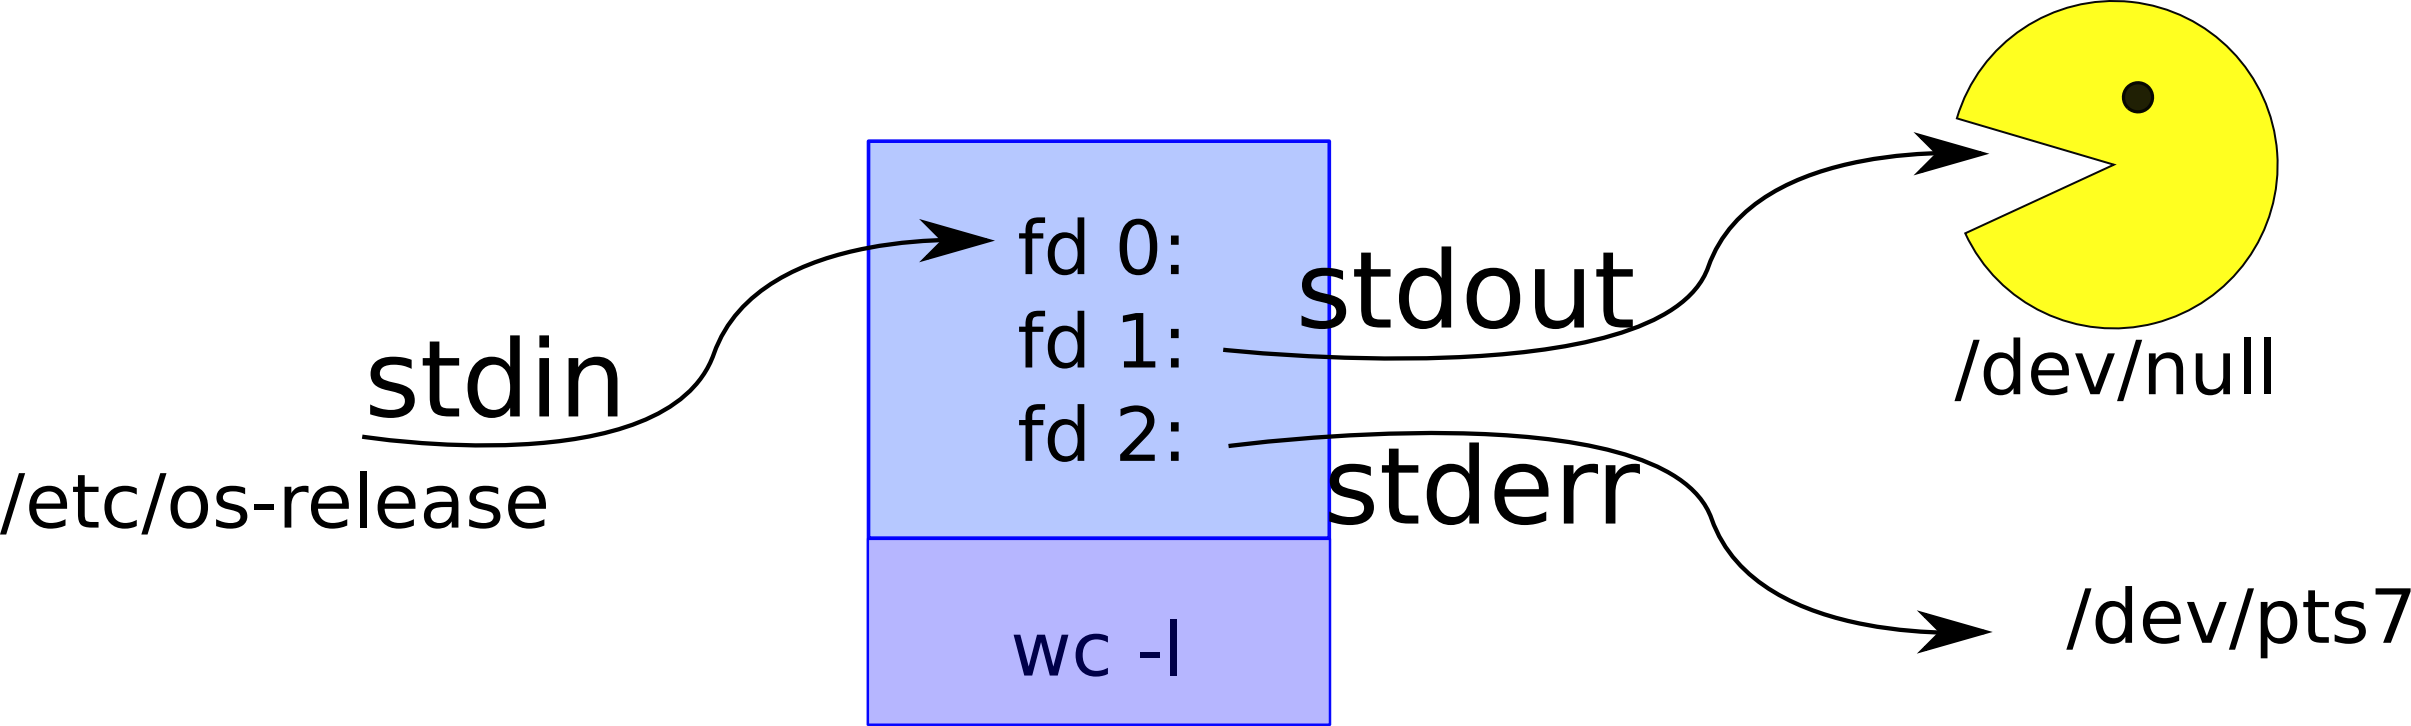 fd 0:
stdout
fd 1:
stdin
/dev/null
fd 2:
stderr
/etc/os-release
/dev/pts7
wc -l